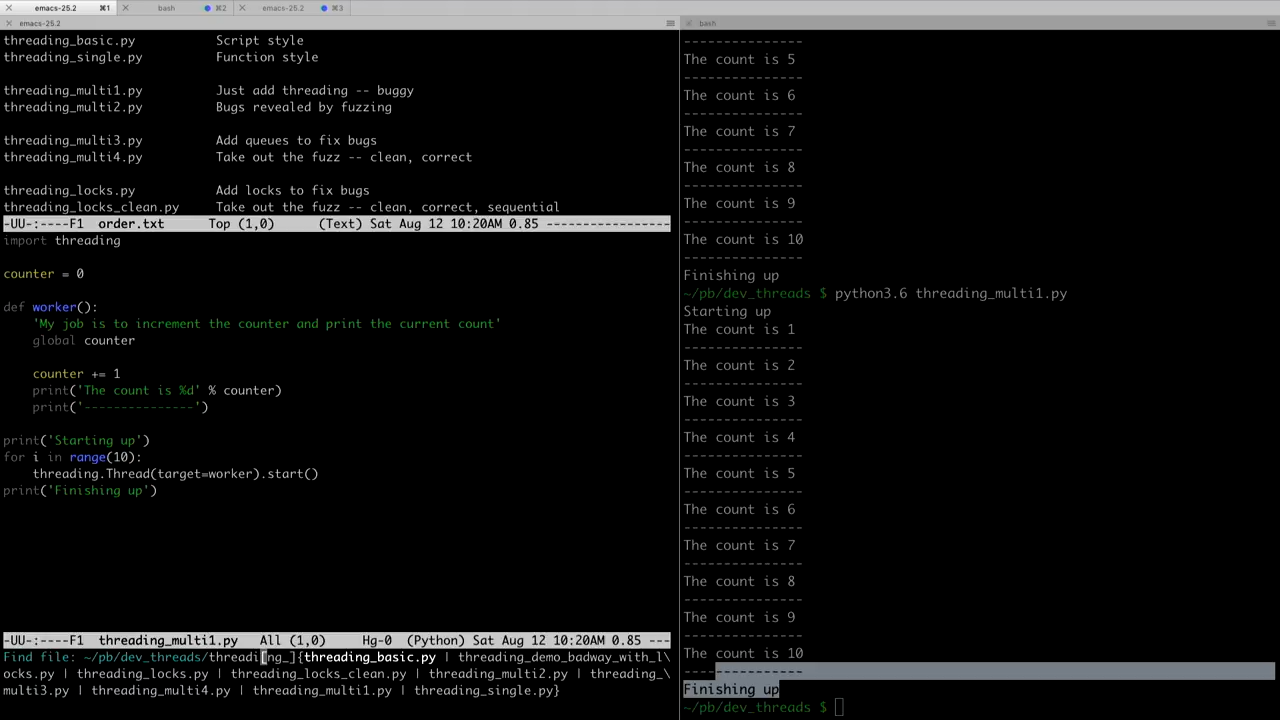 emacs-25.2 ⌘1 bash ⌘2 emacs-25.2 ⌘3
emacs-25.2
threading_basic.py Script style
threading_single.py Function style
threading_multi1.py Just add threading -- buggy
threading_multi2.py Bugs revealed by fuzzing
threading_multi3.py Add queues to fix bugs
threading_multi4.py Take out the fuzz -- clean, correct
threading_locks.py Add locks to fix bugs
threading_locks_clean.py Take out the fuzz -- clean, correct, sequential
-UU-:----F1 order.txt Top (1,0) (Text) Sat Aug 12 10:20AM 0.85 -----------------
import threading
counter = 0
def worker():
'My job is to increment the counter and print the current count'
global counter
counter += 1
print('The count is %d' % counter)
print('---------------')
print('Starting up')
for i in range(10):
threading.Thread(target=worker).start()
print('Finishing up')
-UU-:----F1 threading_multi1.py All (1,0) Hg-0 (Python) Sat Aug 12 10:20AM 0.85 ---
Find file: ~/pb/dev_threads/threadi[ng_]{threading_basic.py | threading_demo_badway_with_l\
ocs.py | threading_locks.py | threading_locks_clean.py | threading_multi2.py | threading_\
multi3.py | threading_multi4.py | threading_multi1.py | threading_single.py}
bash
---------------
The count is 5
---------------
The count is 6
---------------
The count is 7
---------------
The count is 8
---------------
The count is 9
---------------
The count is 10
---------------
Finishing up
~/pb/dev_threads $ python3.6 threading_multi1.py
Starting up
The count is 1
---------------
The count is 2
---------------
The count is 3
---------------
The count is 4
---------------
The count is 5
---------------
The count is 6
---------------
The count is 7
---------------
The count is 8
---------------
The count is 9
---------------
The count is 10
---------------
Finishing up
~/pb/dev_threads $